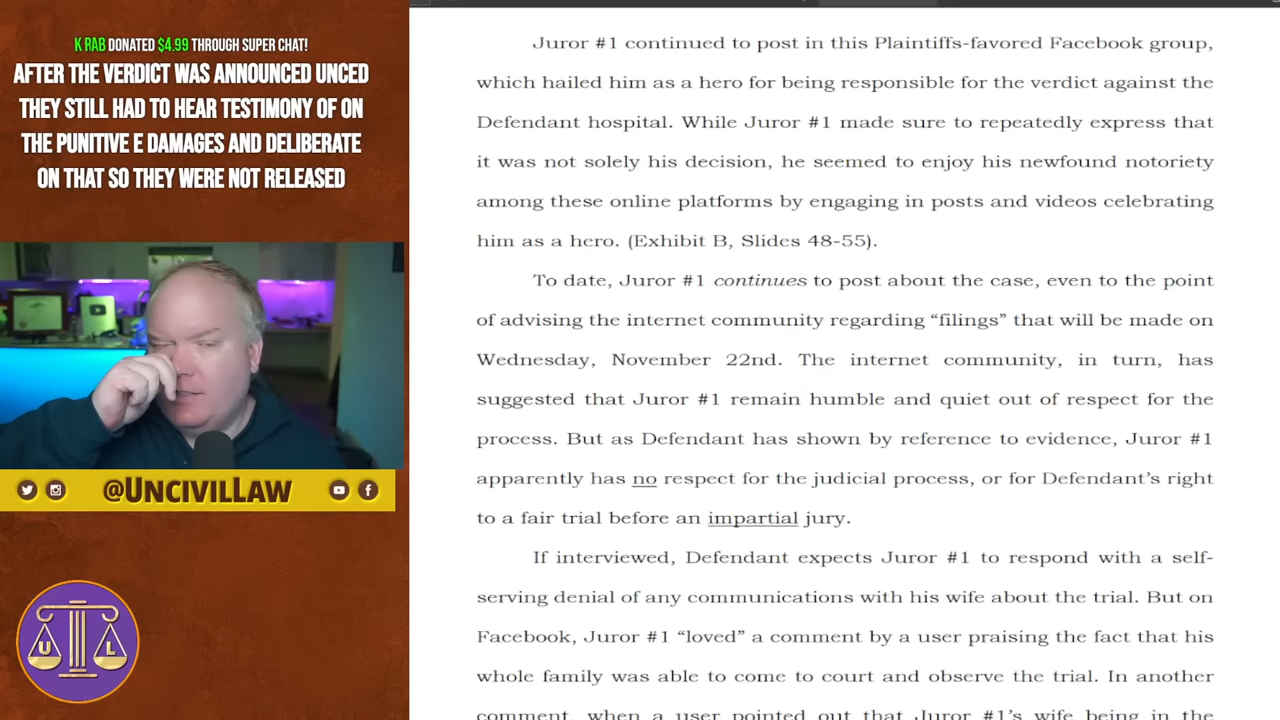 K RAB DONATED $4.99 THROUGH SUPER CHAT!
AFTER THE VERDICT WAS ANNOUNCED UNCED
THEY STILL HAD TO HEAR TESTIMONY OF ON
THE PUNITIVE E DAMAGES AND DELIBERATE
ON THAT SO THEY WERE NOT RELEASED
@UNCIVILLAW
U L
Juror #1 continued to post in this Plaintiffs-favored Facebook group,
which hailed him as a hero for being responsible for the verdict against the
Defendant hospital. While Juror #1 made sure to repeatedly express that
it was not solely his decision, he seemed to enjoy his newfound notoriety
among these online platforms by engaging in posts and videos celebrating
him as a hero. (Exhibit B, Slides 48-55).
To date, Juror #1 continues to post about the case, even to the point
of advising the internet community regarding “filings” that will be made on
Wednesday, November 22nd. The internet community, in turn, has
suggested that Juror #1 remain humble and quiet out of respect for the
process. But as Defendant has shown by reference to evidence, Juror #1
apparently has no respect for the judicial process, or for Defendant’s right
to a fair trial before an impartial jury.
If interviewed, Defendant expects Juror #1 to respond with a self-
serving denial of any communications with his wife about the trial. But on
Facebook, Juror #1 “loved” a comment by a user praising the fact that his
whole family was able to come to court and observe the trial. In another
comment, when a user pointed out that Juror #1’s wife being in the